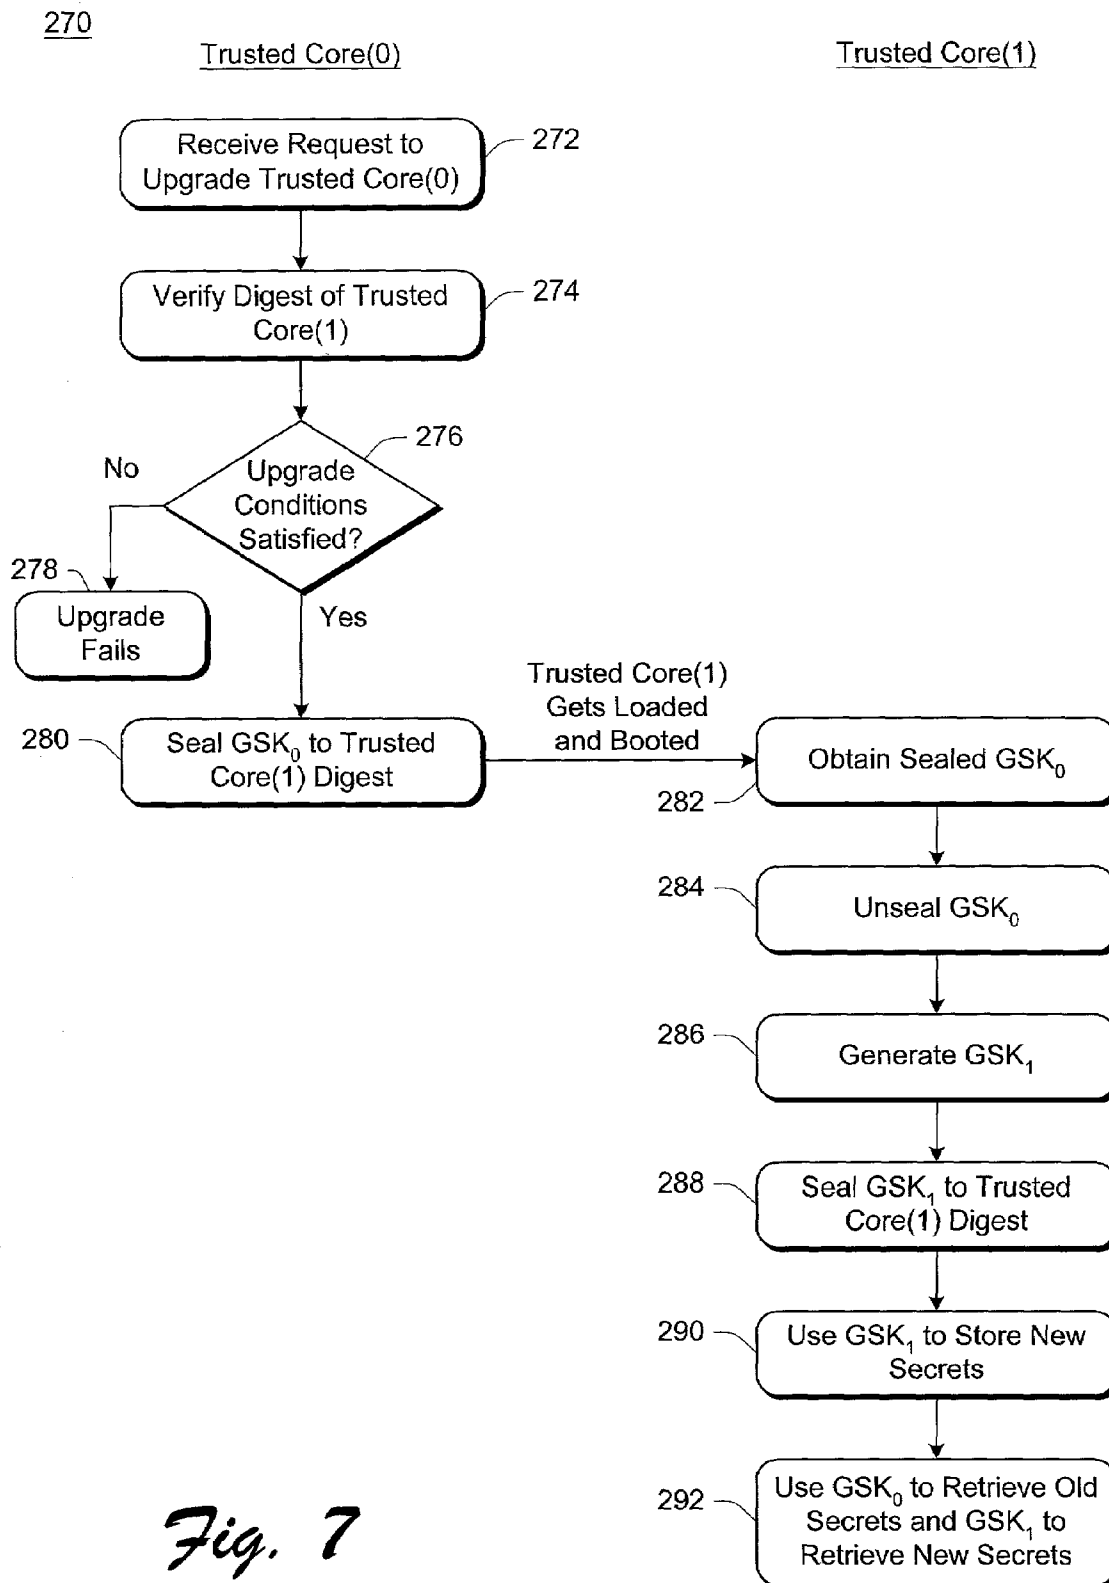 270
Trusted Core(0)
Trusted Core(1)
Receive Request to
Upgrade Trusted Core(0)
272
Verify Digest of Trusted
Core(1)
274
Upgrade
Conditions
Satisfied?
276
No
278
Upgrade
Fails
Yes
280
Seal GSK₀ to Trusted
Core(1) Digest
Trusted Core(1)
Gets Loaded
and Booted
Obtain Sealed GSK₀
282
284
Unseal GSK₀
286
Generate GSK₁
288
Seal GSK₁ to Trusted
Core(1) Digest
290
Use GSK₁ to Store New
Secrets
292
Use GSK₀ to Retrieve Old
Secrets and GSK₁ to
Retrieve New Secrets
Fig. 7